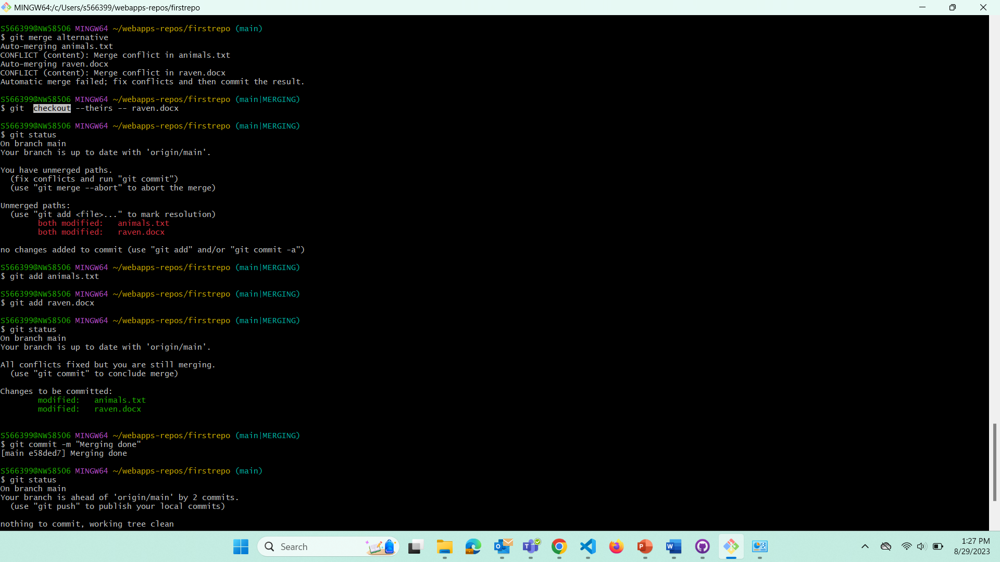 MINGW64:/c/Users/s566399/webapps-repos/firstrepo
S566399@NW58506 MINGW64 ~/webapps-repos/firstrepo (main)
$ git merge alternative
Auto-merging animals.txt
CONFLICT (content): Merge conflict in animals.txt
Auto-merging raven.docx
CONFLICT (content): Merge conflict in raven.docx
Automatic merge failed; fix conflicts and then commit the result.
S566399@NW58506 MINGW64 ~/webapps-repos/firstrepo (main|MERGING)
$ git  checkout --theirs -- raven.docx
S566399@NW58506 MINGW64 ~/webapps-repos/firstrepo (main|MERGING)
$ git status
On branch main
Your branch is up to date with 'origin/main'.
You have unmerged paths.
  (fix conflicts and run "git commit")
  (use "git merge --abort" to abort the merge)
Unmerged paths:
  (use "git add <file>..." to mark resolution)
        both modified:   animals.txt
        both modified:   raven.docx
no changes added to commit (use "git add" and/or "git commit -a")
S566399@NW58506 MINGW64 ~/webapps-repos/firstrepo (main|MERGING)
$ git add animals.txt
S566399@NW58506 MINGW64 ~/webapps-repos/firstrepo (main|MERGING)
$ git add raven.docx
S566399@NW58506 MINGW64 ~/webapps-repos/firstrepo (main|MERGING)
$ git status
On branch main
Your branch is up to date with 'origin/main'.
All conflicts fixed but you are still merging.
  (use "git commit" to conclude merge)
Changes to be committed:
        modified:   animals.txt
        modified:   raven.docx
S566399@NW58506 MINGW64 ~/webapps-repos/firstrepo (main|MERGING)
$ git commit -m "Merging done"
[main e58ded7] Merging done
S566399@NW58506 MINGW64 ~/webapps-repos/firstrepo (main)
$ git status
On branch main
Your branch is ahead of 'origin/main' by 2 commits.
  (use "git push" to publish your local commits)
nothing to commit, working tree clean
Search
1:27 PM
8/29/2023